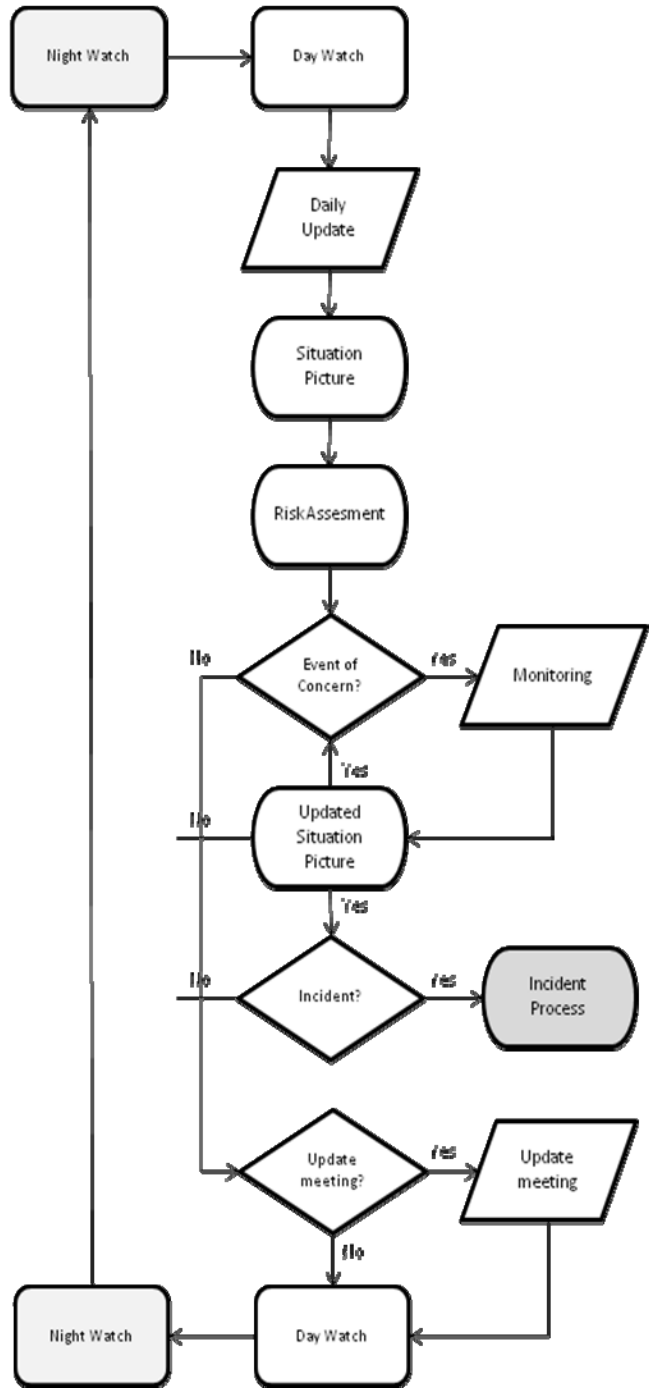 Night Watch
Day Watch
Daily
Update
Situation
Picture
RiskAssesment
No
Event of
Concern?
Yes
Monitoring
Yes
No
Updated
Situation
Picture
Yes
No
Incident?
Yes
Incident
Process
Update
meeting?
Yes
Update
meeting
No
Night Watch
Day Watch